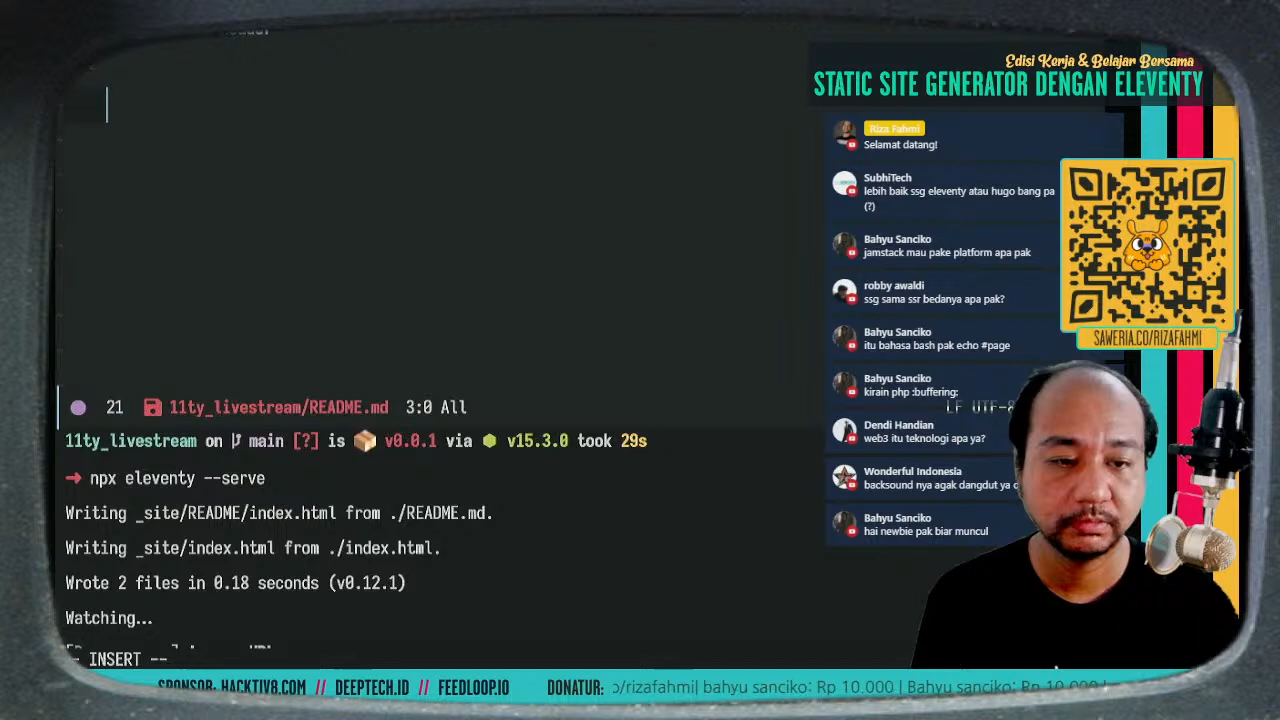 Edisi Kerja & Belajar Bersama
STATIC SITE GENERATOR DENGAN ELEVENTY
Riza Fahmi
Selamat datang!
SubhiTech
lebih baik ssg eleventy atau hugo bang pa
(?)
Bahyu Sanciko
jamstack mau pake platform apa pak
robby awaldi
ssg sama ssr bedanya apa pak?
Bahyu Sanciko
itu bahasa bash pak echo #page
Bahyu Sanciko
kirain php :buffering:
Dendi Handian
web3 itu teknologi apa ya?
Wonderful Indonesia
backsound nya agak dangdut ya
Bahyu Sanciko
hai newbie pak biar muncul
SAWERIA.CO/RIZAFAHMI
21 11ty_livestream/README.md 3:0 All
LF UTF-8
11ty_livestream on main [?] is v0.0.1 via v15.3.0 took 29s
→ npx eleventy --serve
Writing _site/README/index.html from ./README.md.
Writing _site/index.html from ./index.html.
Wrote 2 files in 0.18 seconds (v0.12.1)
Watching…
-- INSERT --
SPONSOR: HACKTIV8.COM // DEEPTECH.ID // FEEDLOOP.IO DONATUR: o/rizafahmi| bahyu sanciko: Rp 10.000 | Bahyu Sanciko: Rp 10.000